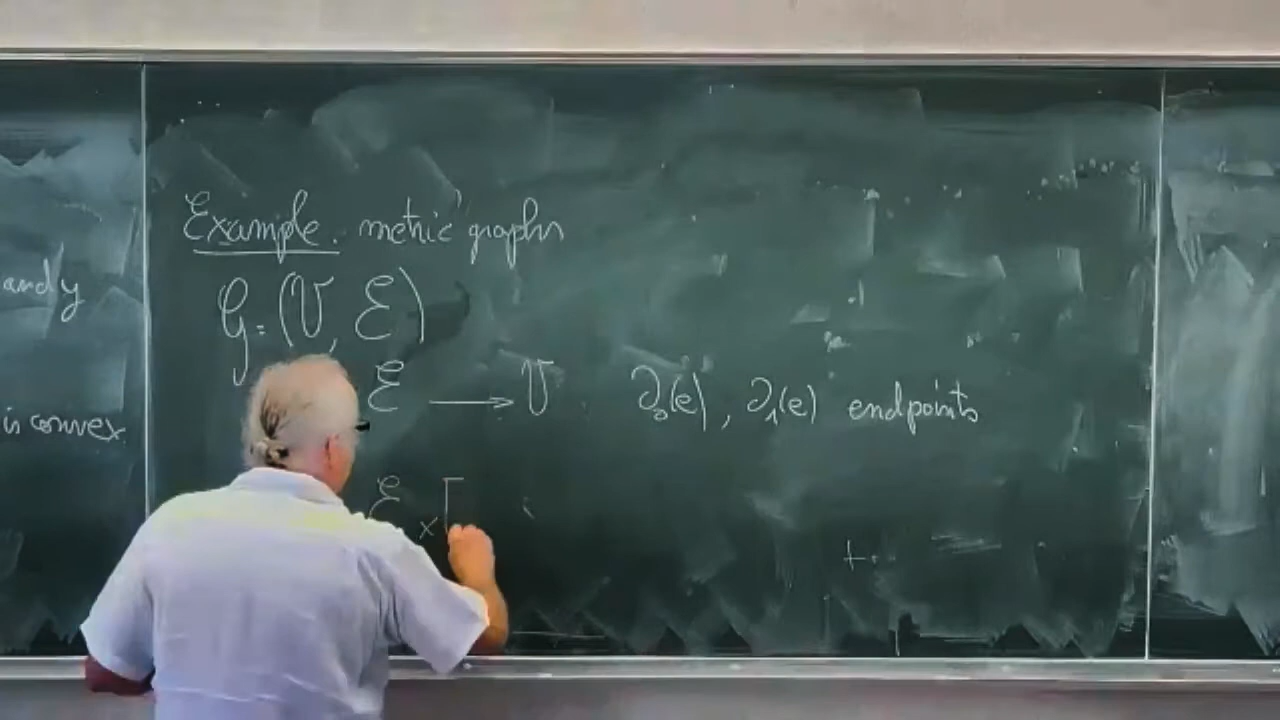 and y
is convex
Example. metric graphs
G = (V, E)
E → V . ∂₀(e), ∂₁(e) endpoints
E × [